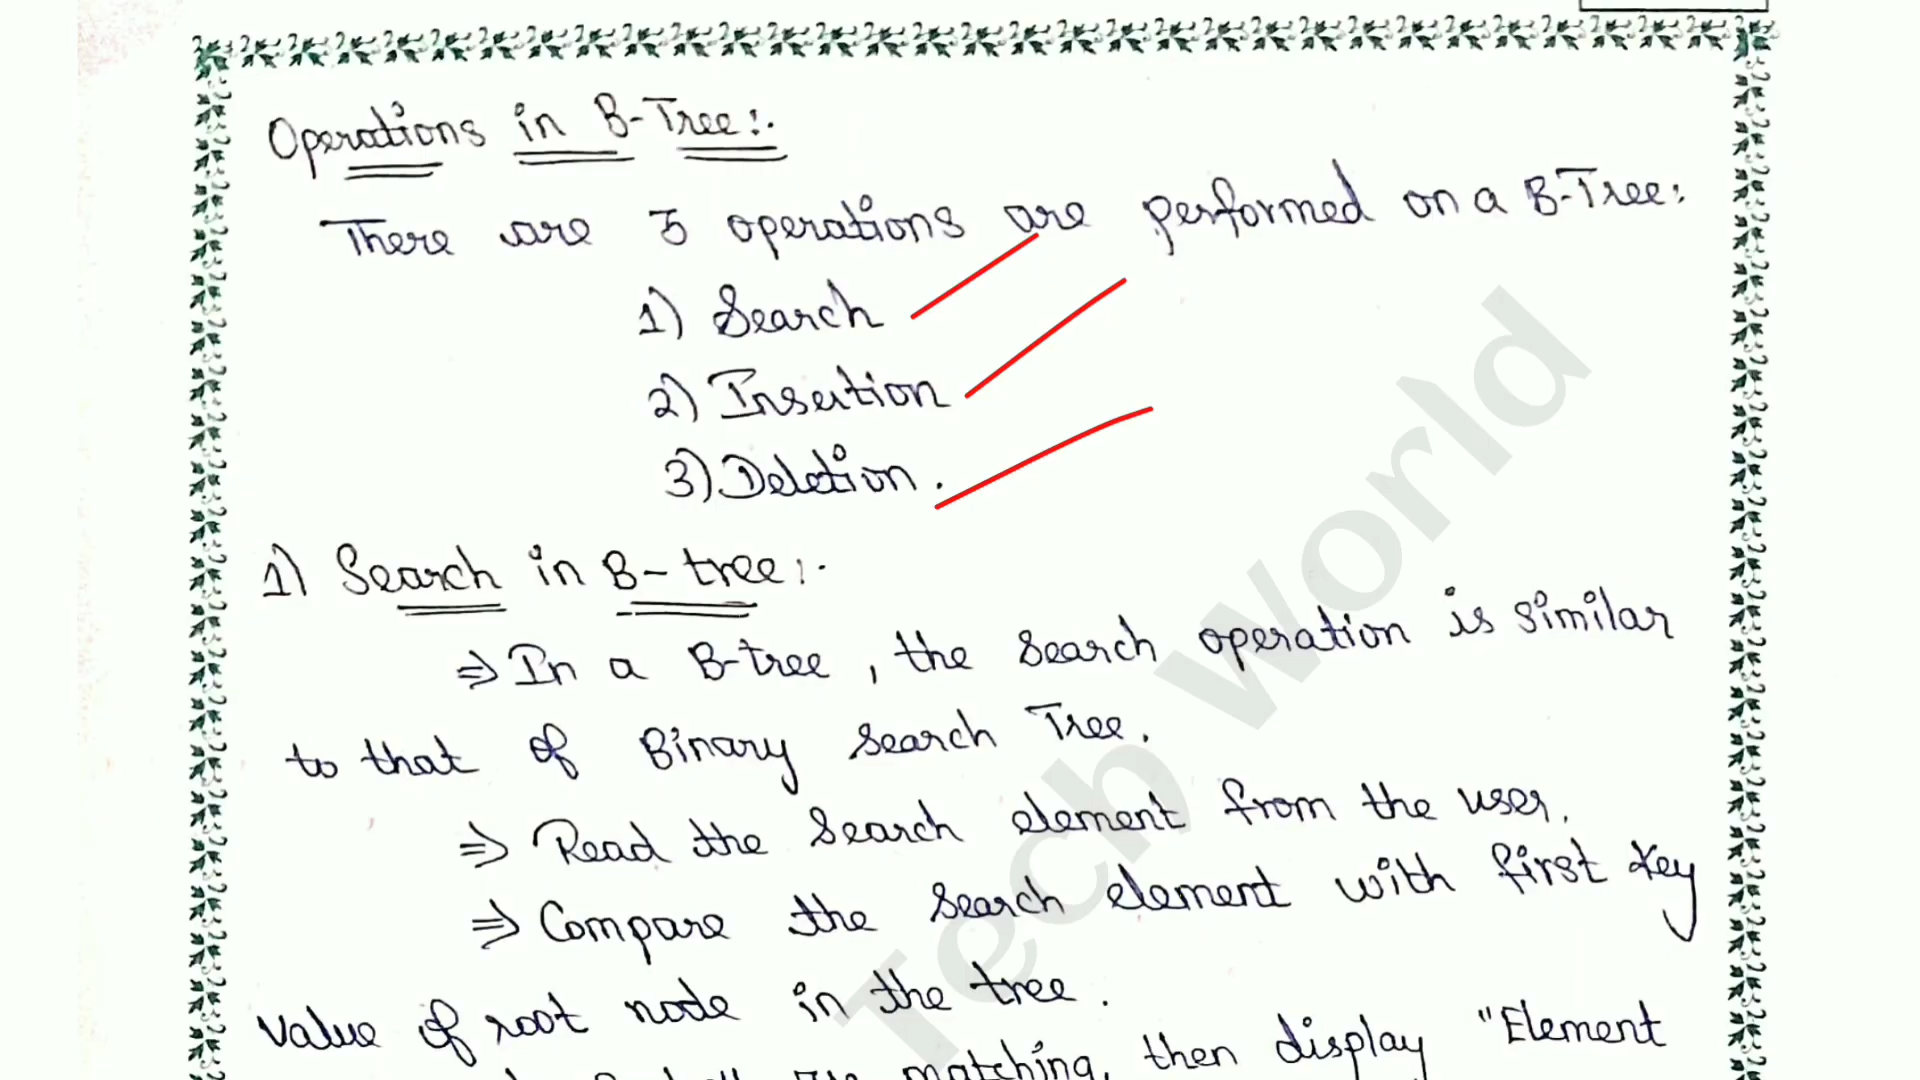 Operations in B-Tree:.
There are 3 operations are performed on a B-Tree:
1) Search
2) Insertion
3) Deletion.
1) Search in B-tree:.
⇒ In a B-tree, the search operation is similar
to that of Binary Search Tree.
⇒ Read the Search element from the user.
⇒ Compare the Search element with first key
value of root node in the tree.
matching, then display "Element
Tech world